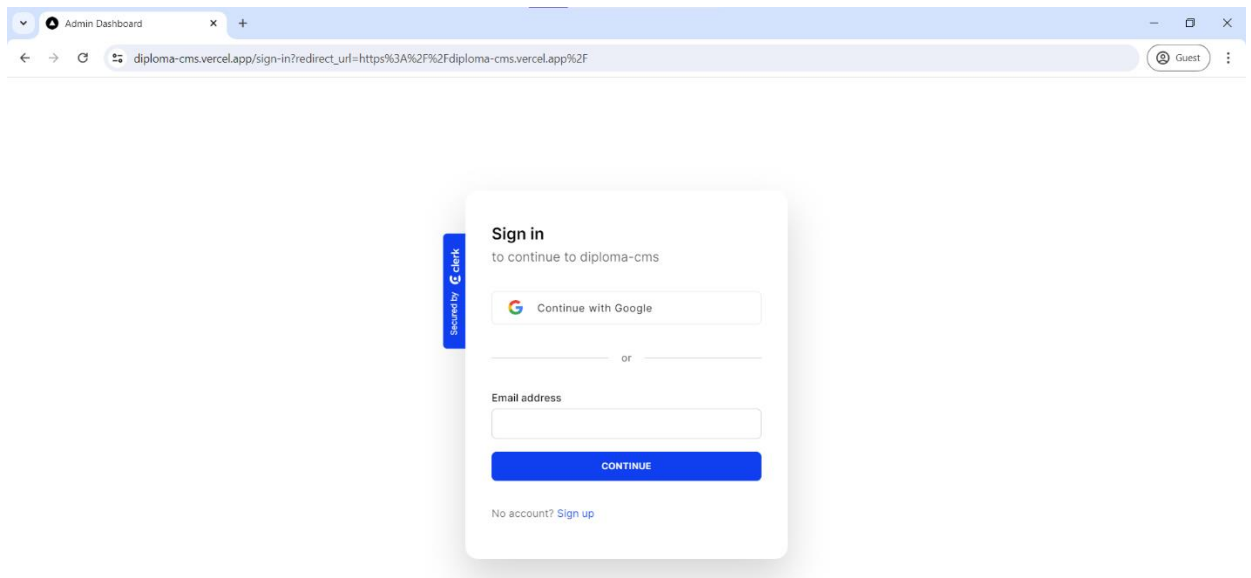 Admin Dashboard
diploma-cms.vercel.app/sign-in?redirect_url=https%3A%2F%2Fdiploma-cms.vercel.app%2F
Guest
Sign in
to continue to diploma-cms
Secured by clerk
Continue with Google
or
Email address
CONTINUE
No account? Sign up